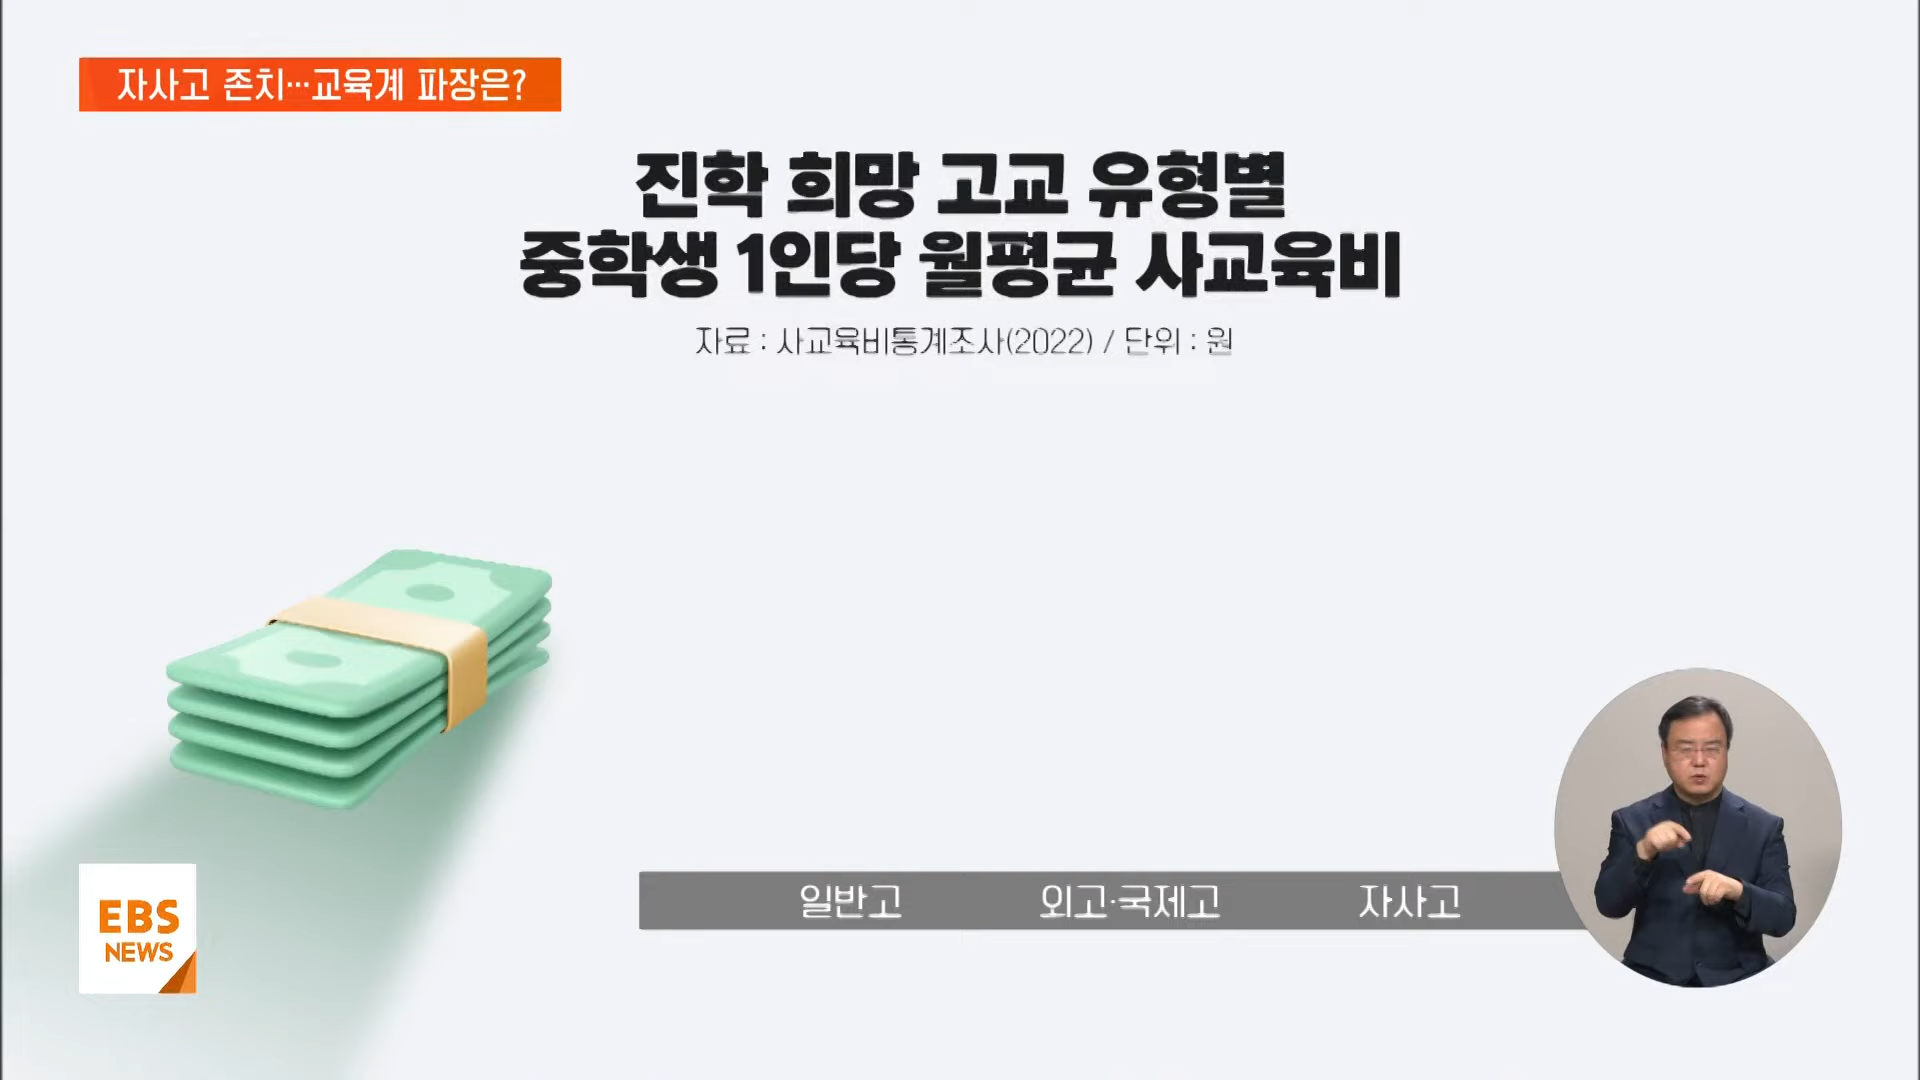 자사고 존치…교육계 파장은?
진학 희망 고교 유형별
중학생 1인당 월평균 사교육비
자료 : 사교육비통계조사(2022) / 단위 : 원
일반고 외고·국제고 자사고
EBS
NEWS